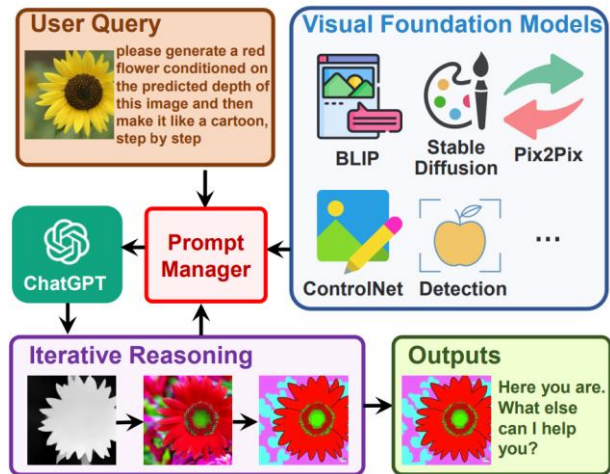 User Query
please generate a red
flower conditioned on
the predicted depth of
this image and then
make it like a cartoon,
step by step
Visual Foundation Models
BLIP
Stable
Diffusion
Pix2Pix
ControlNet
Detection
...
ChatGPT
Prompt
Manager
Iterative Reasoning
Outputs
Here you are.
What else
can I help
you?